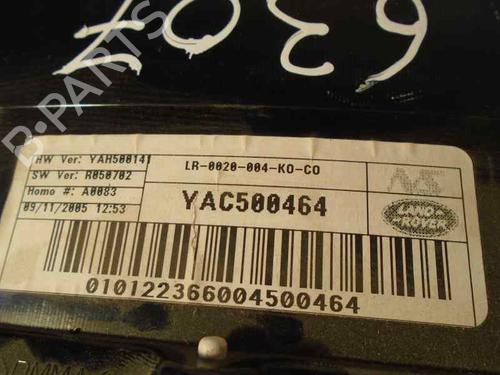 6307
B-PARTS
HW Ver: YAH500141
SW Ver: R050702
Homo #: A0083
09/11/2005 12:53
LR-0020-004-KO-CO
YAC500464
LAND
ROVER
010122366004500464